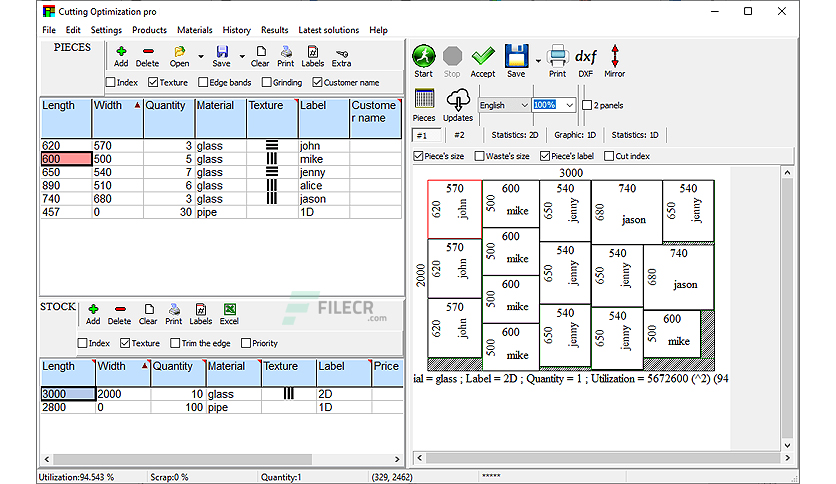 Cutting Optimization pro
File Edit Settings Products Materials History Results Latest solutions Help
PIECES
Add Delete Open Save Clear Print Labels Extra
Index Texture Edge bands Grinding Customer name
Length Width Quantity Material Texture Label Custome
r name
620 570 3 glass john
600 500 5 glass mike
650 540 7 glass jenny
890 510 6 glass alice
740 680 3 glass jason
457 0 30 pipe 1D
STOCK
Add Delete Clear Print Labels Excel
Index Texture Trim the edge Priority
Length Width Quantity Material Texture Label Price
3000 2000 10 glass 2D
2800 0 100 pipe 1D
FILECR
.com
Start Stop Accept Save Print dxf DXF Mirror
Pieces Updates English 100% 2 panels
#1 #2 Statistics: 2D Graphic: 1D Statistics: 1D
Piece's size Waste's size Piece's label Cut index
3000
2000
570 600 540 740 540
620 john 500 mike 650 jenny 680 jason 650 jenny
570 600 540 540 740
620 john 500 mike 650 jenny 650 jenny 680 jason
600
500 mike
570 600 540 540 600
620 john 500 mike 650 jenny 650 jenny 500 mike
ial = glass ; Label = 2D ; Quantity = 1 ; Utilization = 5672600 (^2) (94
Utilization:94.543 % Scrap:0 % Quantity:1 (329, 2462) *****